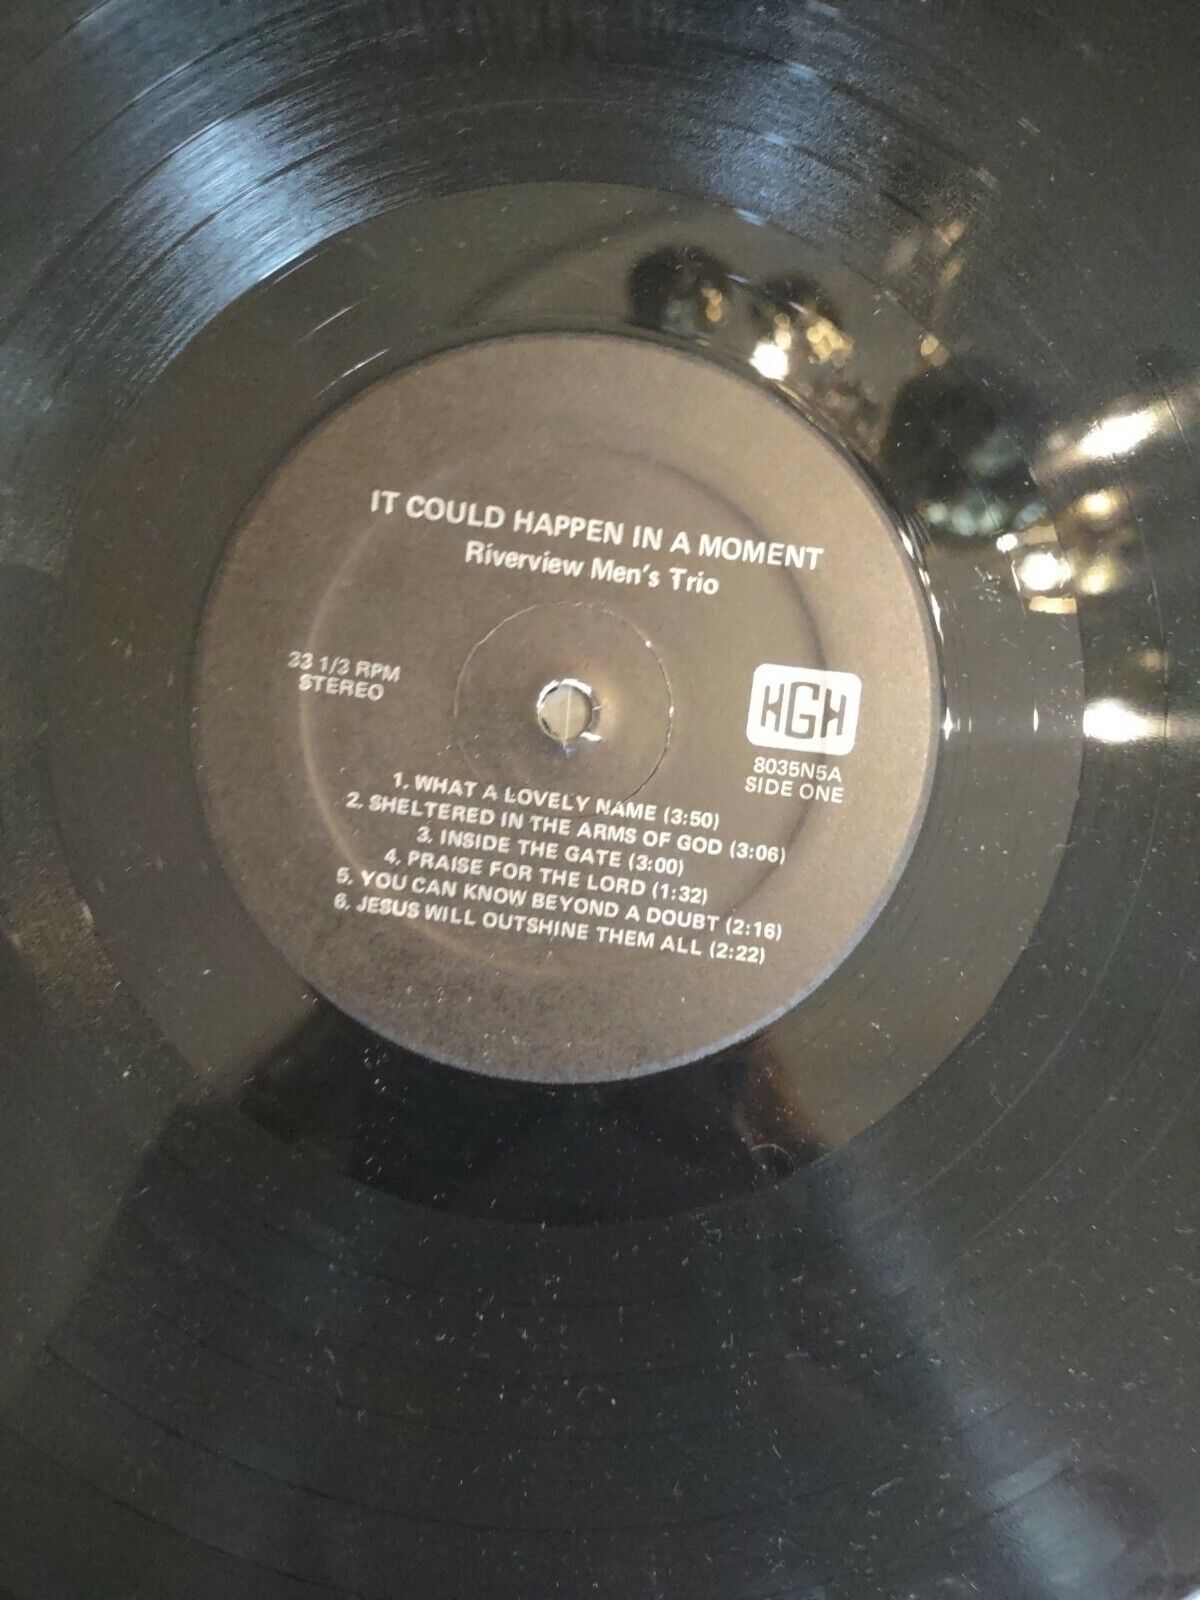 IT COULD HAPPEN IN A MOMENT
Riverview Men's Trio
33 1/3 RPM
STEREO
HGH
8035N5A
SIDE ONE
1. WHAT A LOVELY NAME (3:50)
2. SHELTERED IN THE ARMS OF GOD (3:06)
3. INSIDE THE GATE (3:00)
4. PRAISE FOR THE LORD (1:32)
5. YOU CAN KNOW BEYOND A DOUBT (2:16)
6. JESUS WILL OUTSHINE THEM ALL (2:22)